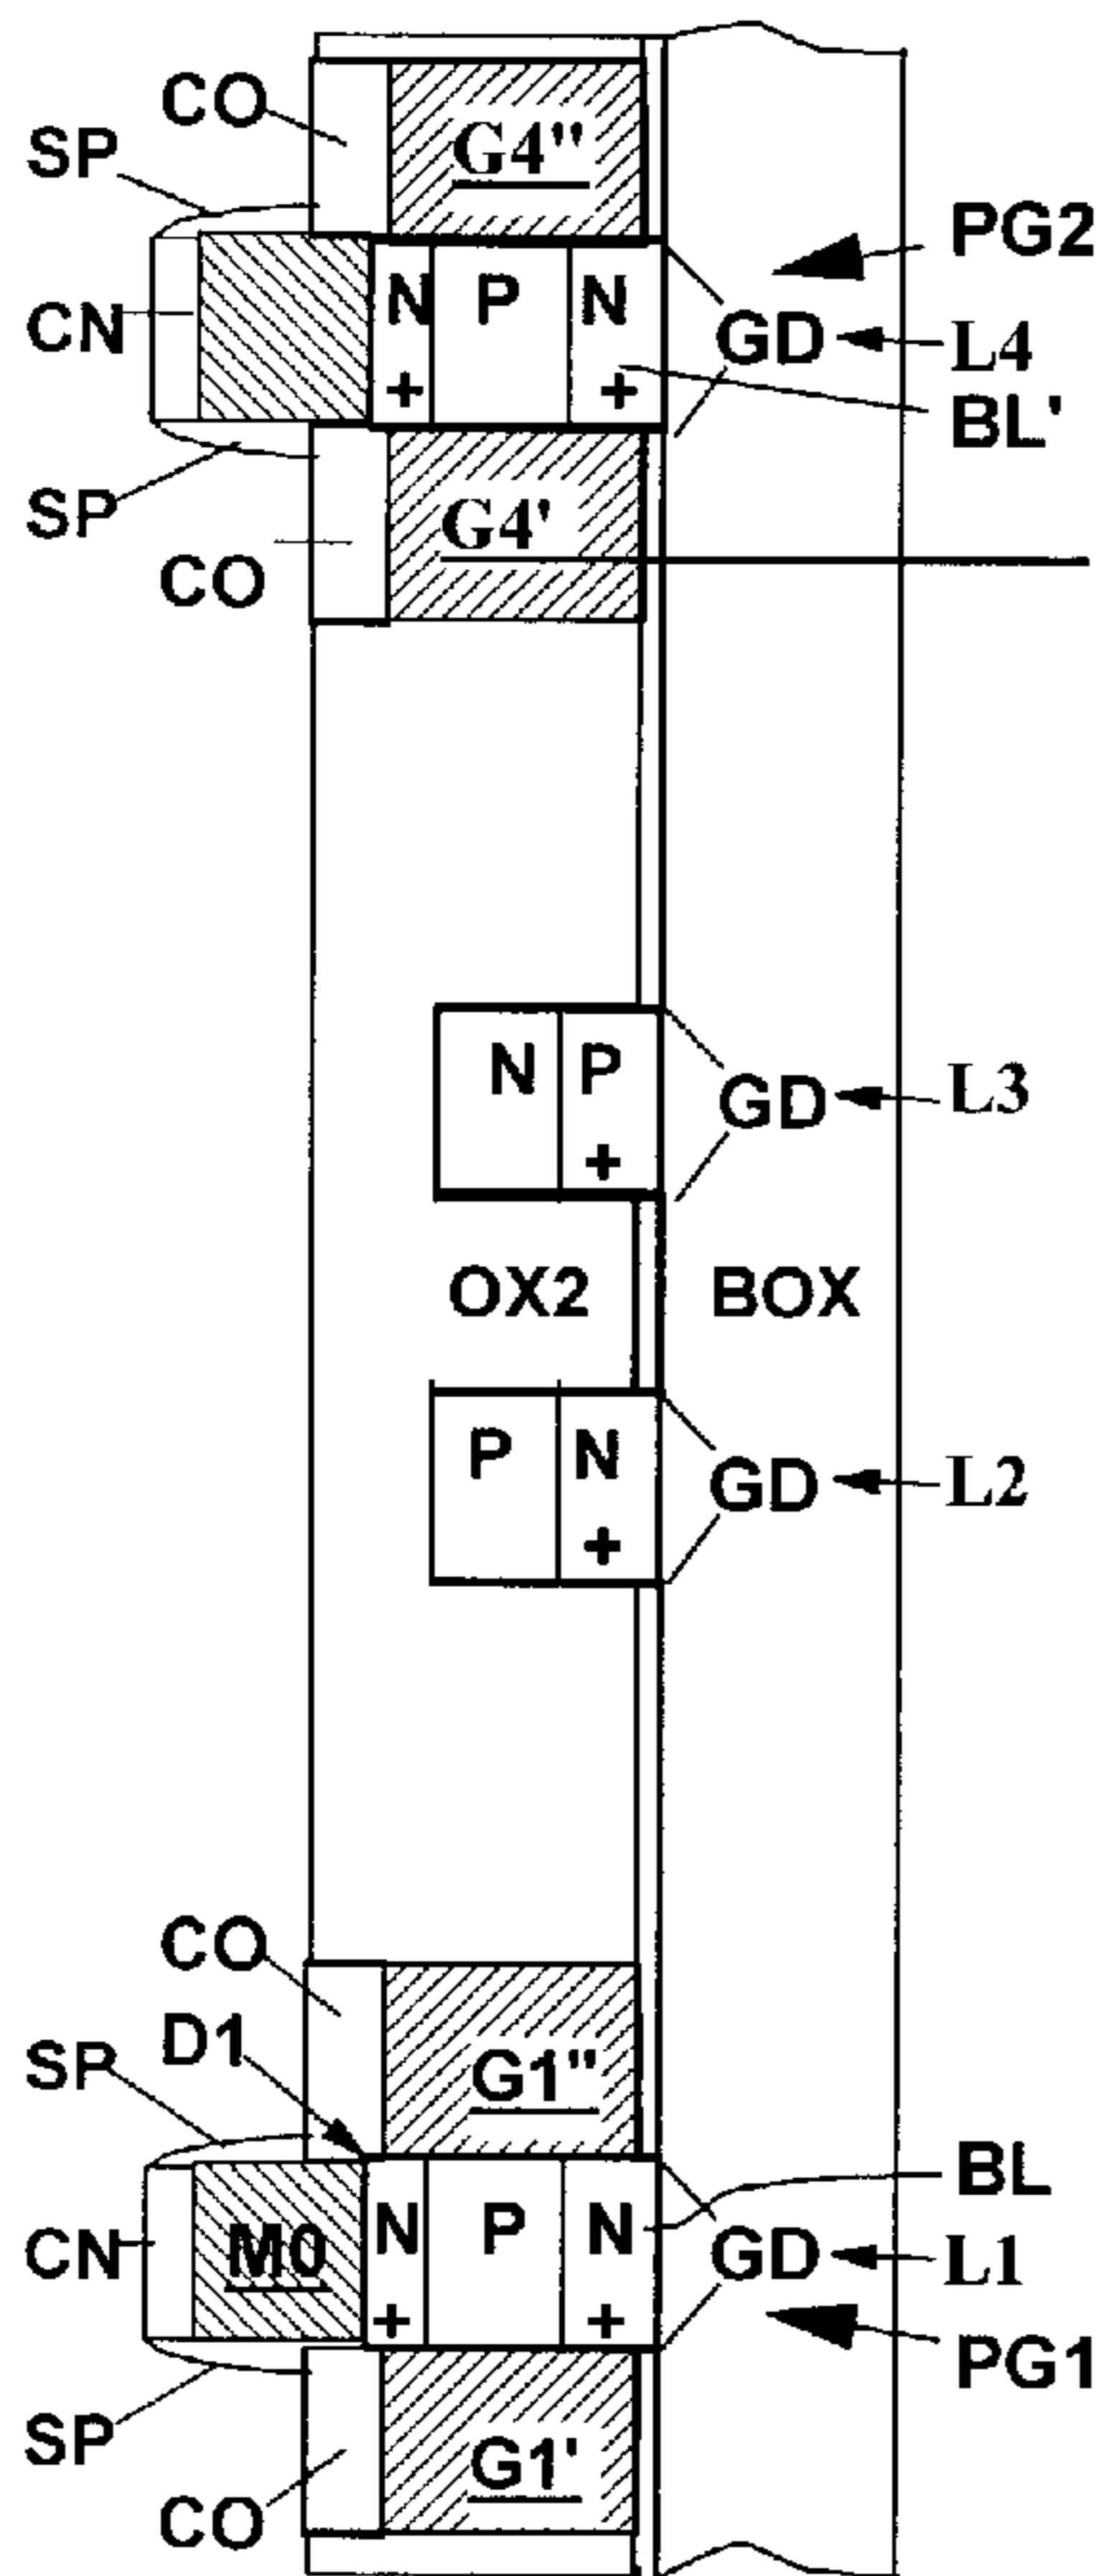 CO
G4"
SP
PG2
CN
N
+
P
N
+
GD
L4
BL'
SP
G4'
CO
N
P
+
GD
L3
OX2
BOX
P
N
+
GD
L2
CO
D1
SP
G1"
BL
CN
M0
N
+
P
N
+
GD
L1
PG1
SP
G1'
CO